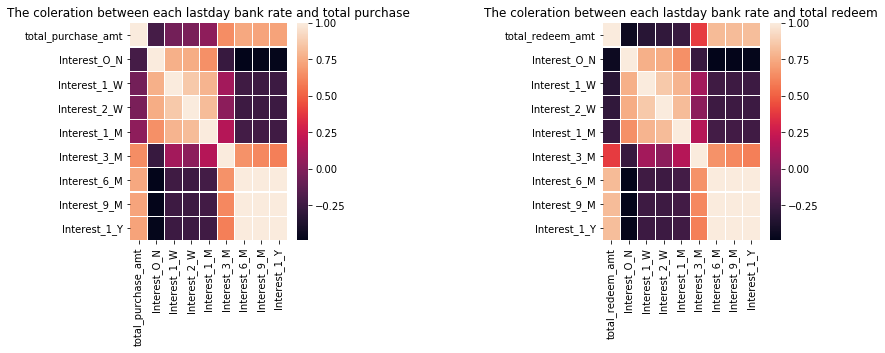 The coleration between each lastday bank rate and total purchase
total_purchase_amt
Interest_O_N
Interest_1_W
Interest_2_W
Interest_1_M
Interest_3_M
Interest_6_M
Interest_9_M
Interest_1_Y
total_purchase_amt
Interest_O_N
Interest_1_W
Interest_2_W
Interest_1_M
Interest_3_M
Interest_6_M
Interest_9_M
Interest_1_Y
1.00
0.75
0.50
0.25
0.00
−0.25
The coleration between each lastday bank rate and total redeem
total_redeem_amt
Interest_O_N
Interest_1_W
Interest_2_W
Interest_1_M
Interest_3_M
Interest_6_M
Interest_9_M
Interest_1_Y
total_redeem_amt
Interest_O_N
Interest_1_W
Interest_2_W
Interest_1_M
Interest_3_M
Interest_6_M
Interest_9_M
Interest_1_Y
1.00
0.75
0.50
0.25
0.00
−0.25